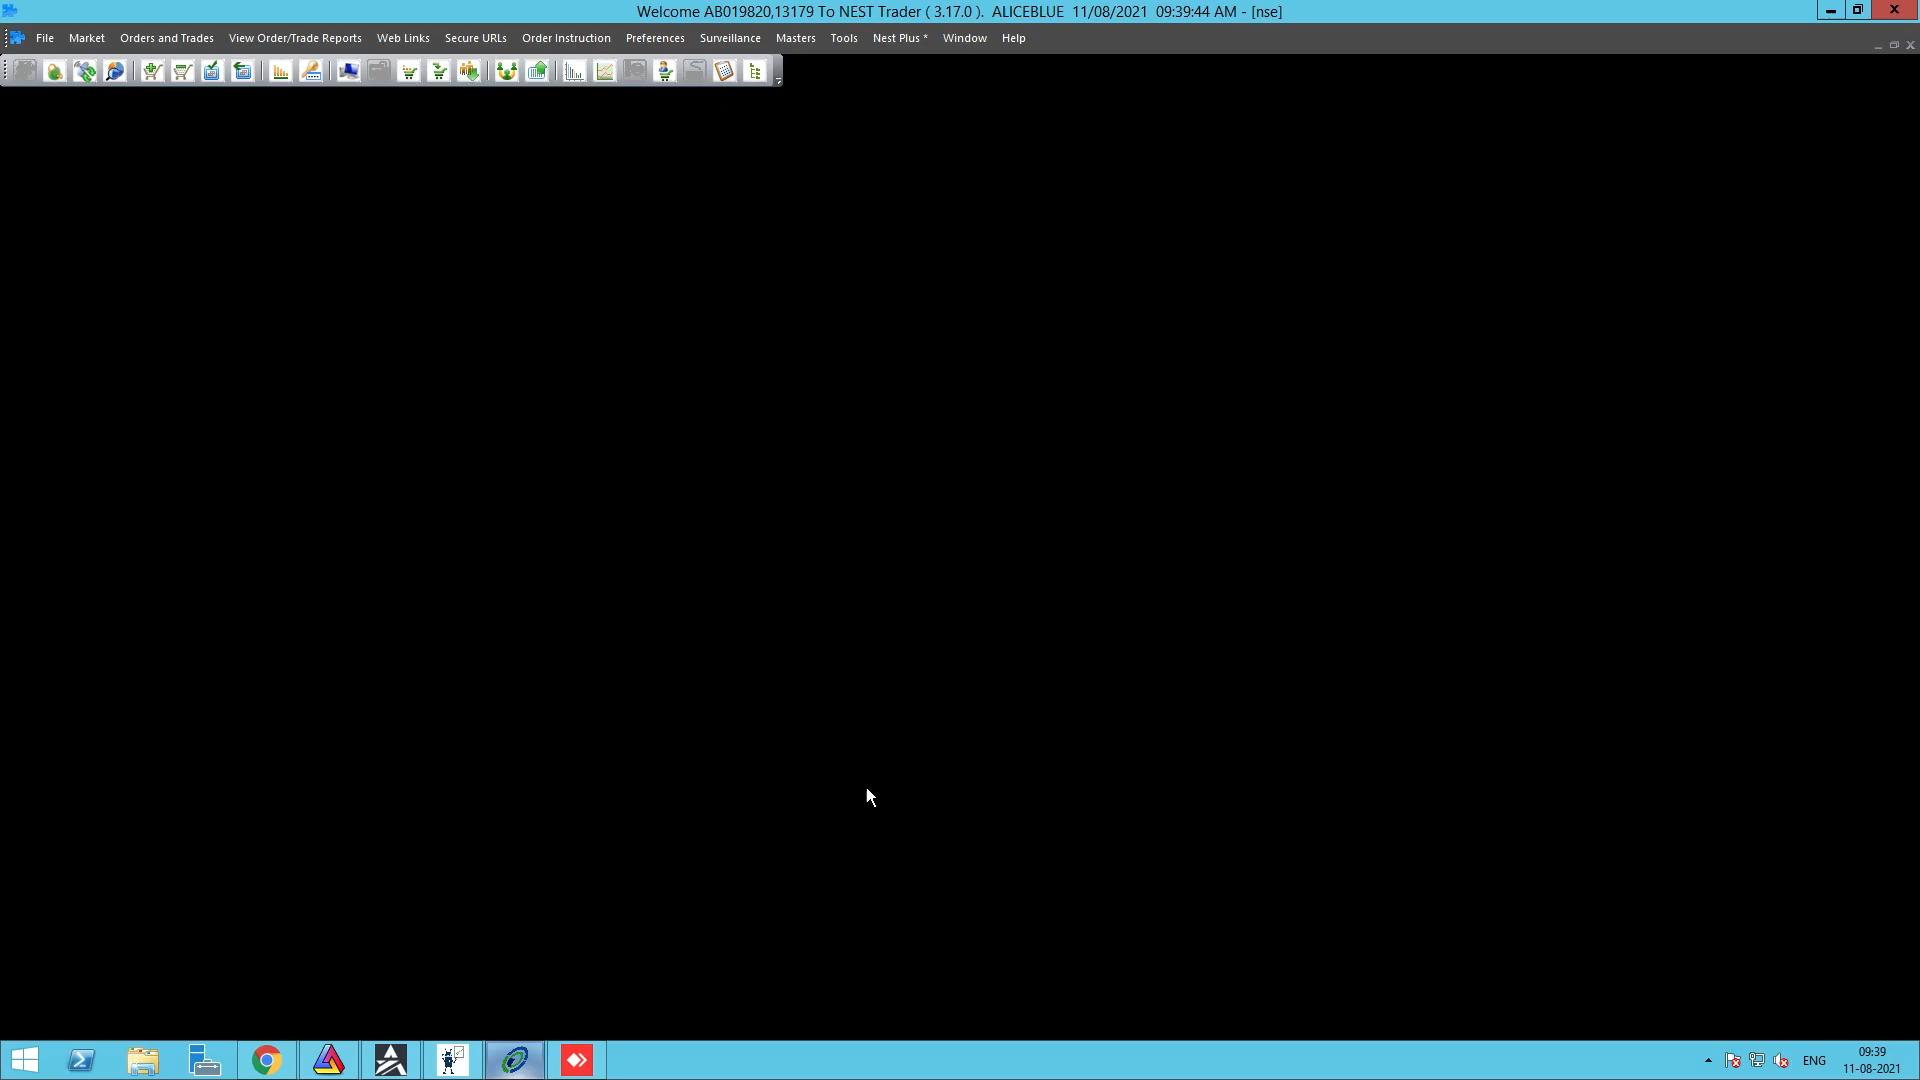 Welcome AB019820,13179 To NEST Trader ( 3.17.0 ).  ALICEBLUE  11/08/2021  09:39:44 AM - [nse]
File Market Orders and Trades View Order/Trade Reports Web Links Secure URLs Order Instruction Preferences Surveillance Masters Tools Nest Plus * Window Help
ENG
09:39
11-08-2021